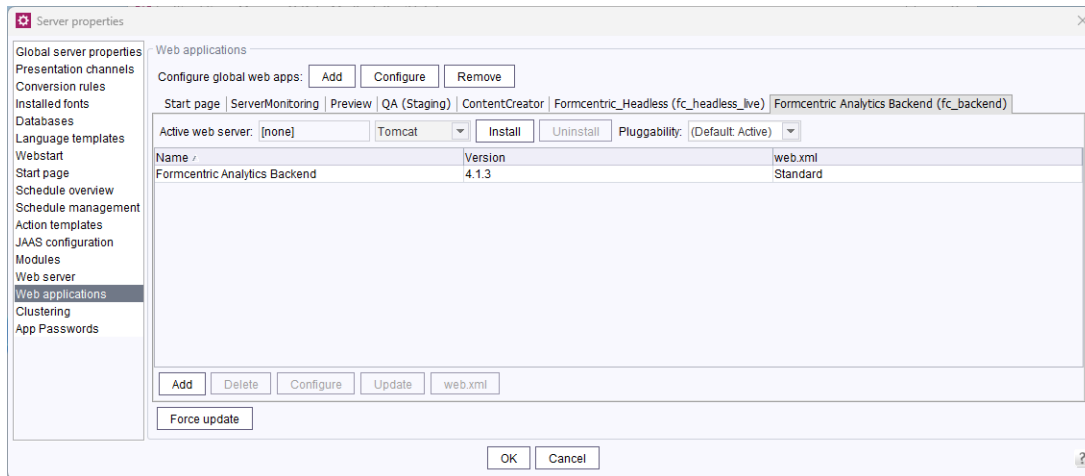 Server properties
Global server properties
Presentation channels
Conversion rules
Installed fonts
Databases
Language templates
Webstart
Start page
Schedule overview
Schedule management
Action templates
JAAS configuration
Modules
Web server
Web applications
Clustering
App Passwords
Web applications
Configure global web apps: Add Configure Remove
Start page ServerMonitoring Preview QA (Staging) ContentCreator Formcentric_Headless (fc_headless_live) Formcentric Analytics Backend (fc_backend)
Active web server: [none] Tomcat Install Uninstall Pluggability: (Default: Active)
Name Version web.xml
Formcentric Analytics Backend 4.1.3 Standard
Add Delete Configure Update web.xml
Force update
OK Cancel ?